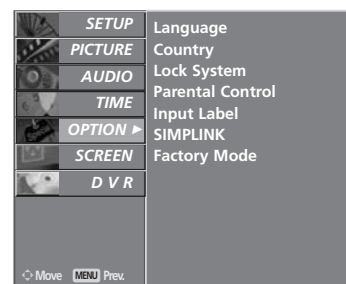 SETUP
PICTURE
AUDIO
TIME
OPTION
SCREEN
D V R
Language
Country
Lock System
Parental Control
Input Label
SIMPLINK
Factory Mode
Move MENU Prev.